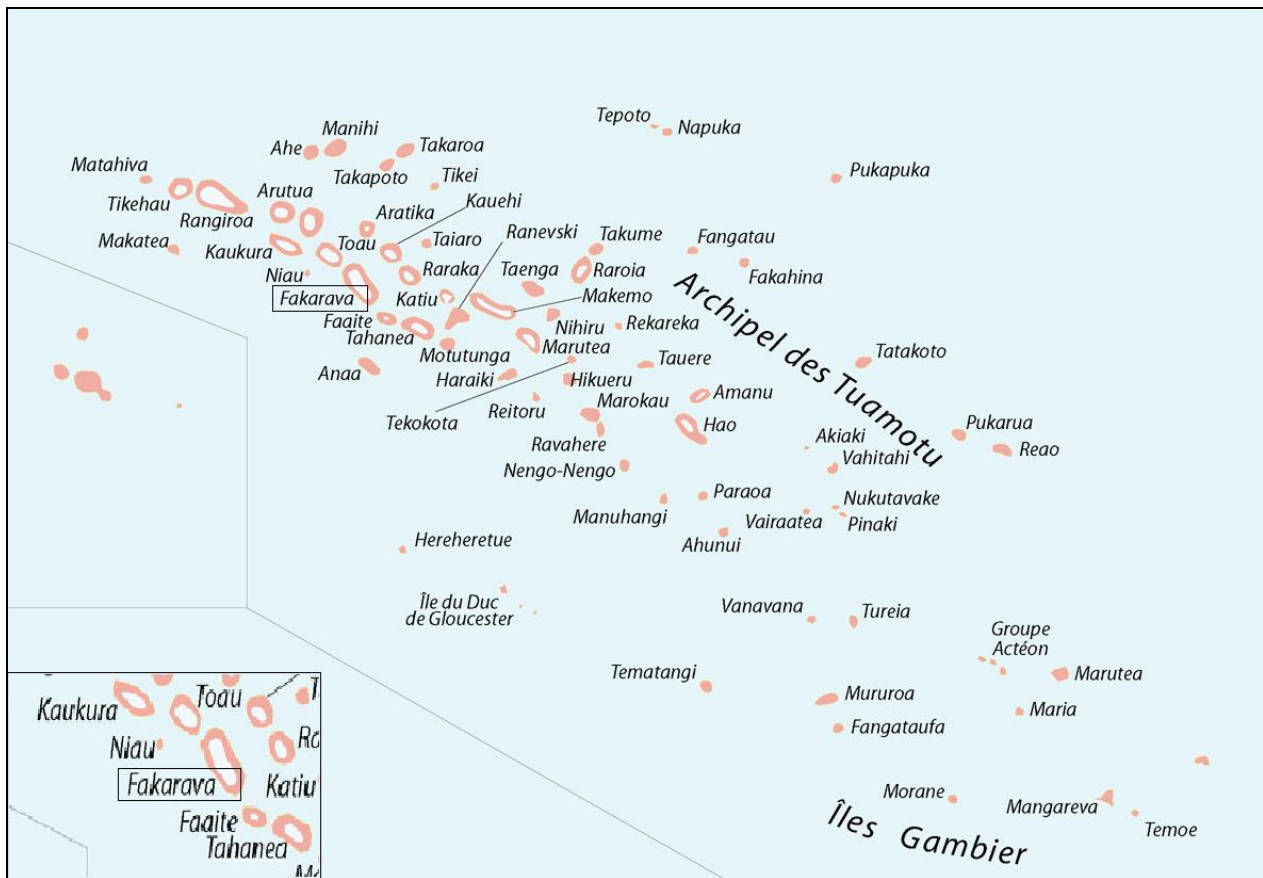 Tepoto
Napuka
Manihi
Ahe
Takaroa
Matahiva
Takapoto
Tikei
Pukapuka
Tikehau
Rangiroa
Arutua
Kauehi
Aratika
Makatea
Kaukura
Toau
Taiaro
Ranevski
Takume
Fangatau
Niau
Raraka
Taenga
Raroia
Fakahina
Fakarava
Katiu
Makemo
Archipel des Tuamotu
Faaite
Tahanea
Nihiru
Rekareka
Motutunga
Marutea
Tauere
Tatakoto
Anaa
Haraiki
Hikueru
Amanu
Reitoru
Marokau
Tekokota
Hao
Pukarua
Ravahere
Akiaki
Reao
Nengo-Nengo
Vahitahi
Paraoa
Nukutavake
Manuhangi
Vairaatea
Pinaki
Ahunui
Hereheretue
Île du Duc
de Gloucester
Vanavana
Tureia
Groupe
Actéon
Tematangi
Marutea
Mururoa
Maria
Fangataufa
Morane
Mangareva
Temoe
Îles Gambier
Toau
T
Kaukura
Niau
Ra
Fakarava
Katiu
Faaite
Tahanea
M